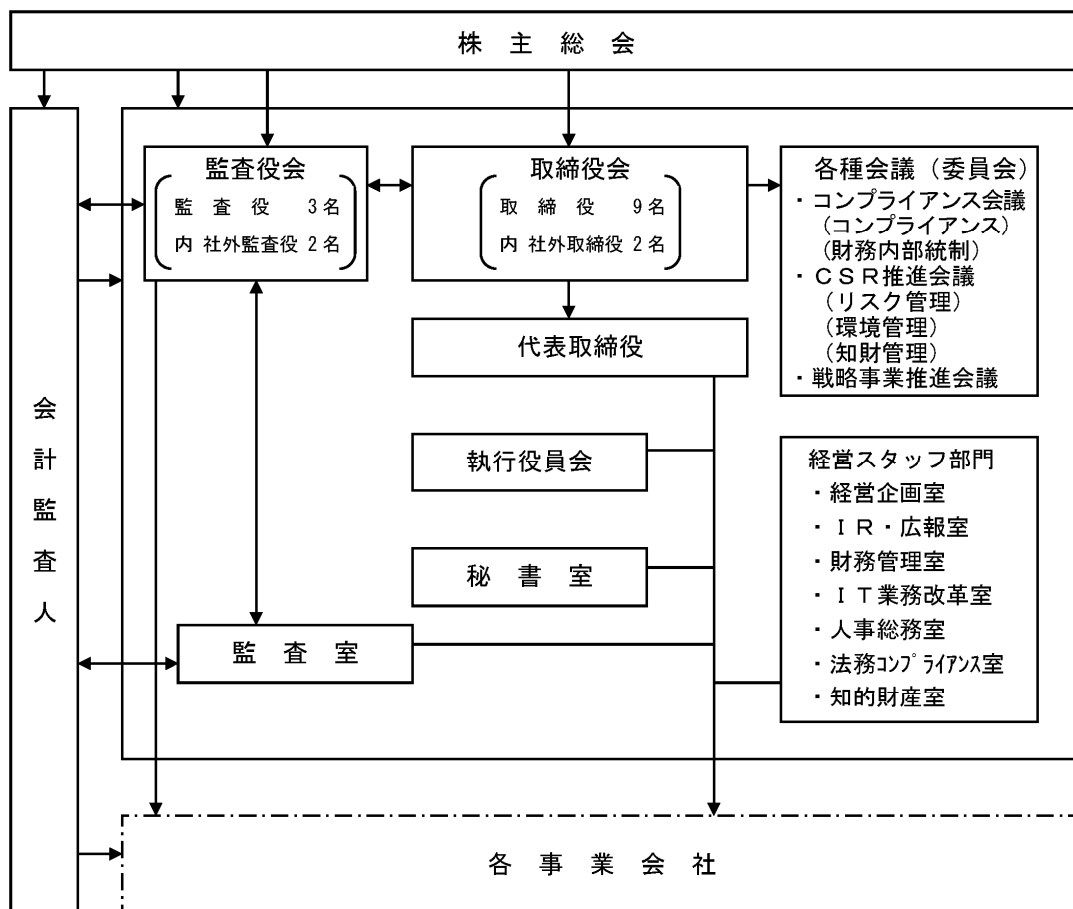 株主総会
監査役会
監査役 3名
内 社外監査役 2名
取締役会
取締役 9名
内 社外取締役 2名
各種会議（委員会）
・コンプライアンス会議
（コンプライアンス）
（財務内部統制）
・ＣＳＲ推進会議
（リスク管理）
（環境管理）
（知財管理）
・戦略事業推進会議
代表取締役
会計監査人
執行役員会
経営スタッフ部門
・経営企画室
・ＩＲ・広報室
・財務管理室
・ＩＴ業務改革室
・人事総務室
・法務ｺﾝﾌﾟﾗｲｱﾝｽ室
・知的財産室
秘書室
監査室
各事業会社